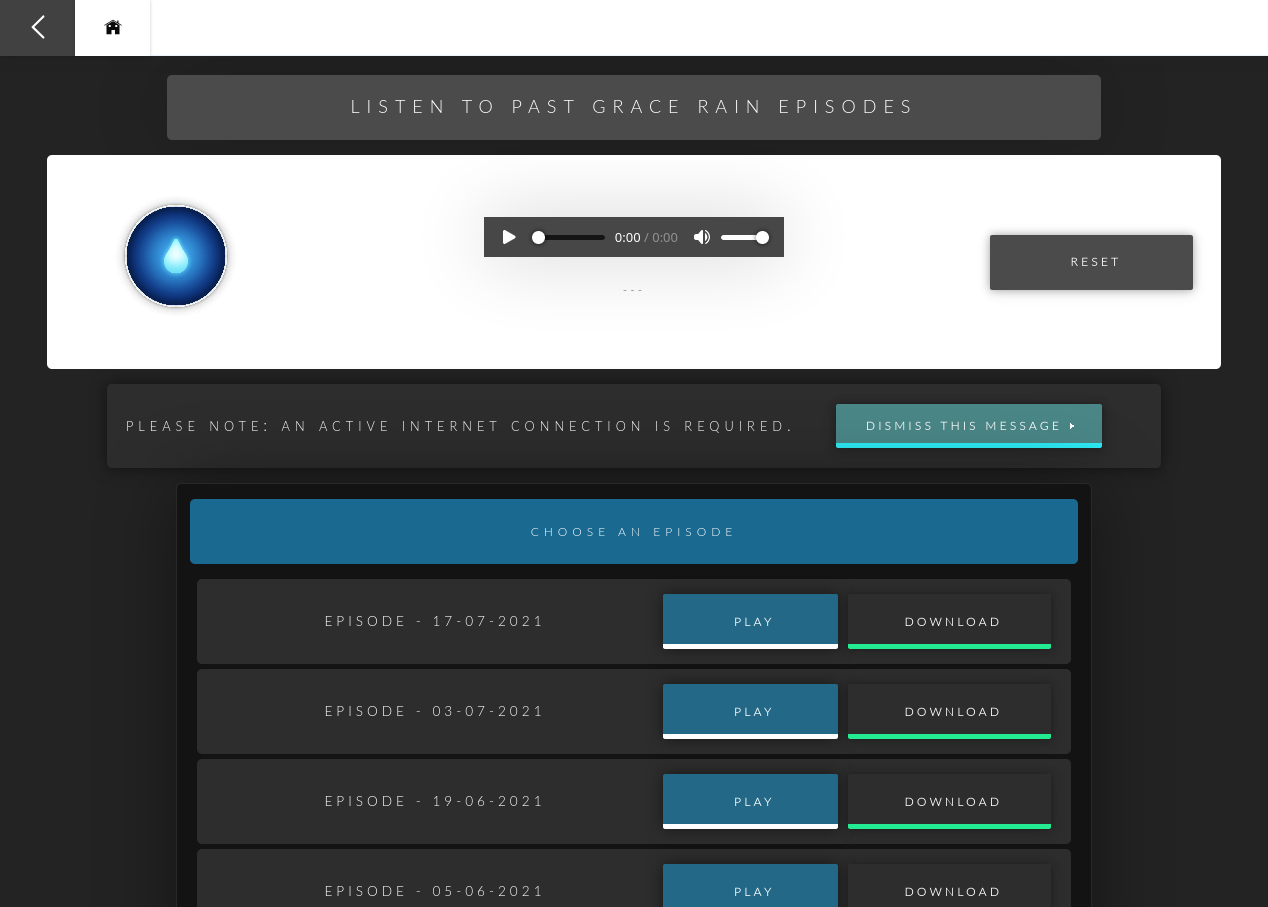 LISTEN TO PAST GRACE RAIN EPISODES
0:00 / 0:00
---
RESET
PLEASE NOTE: AN ACTIVE INTERNET CONNECTION IS REQUIRED.
DISMISS THIS MESSAGE
CHOOSE AN EPISODE
EPISODE - 17-07-2021 PLAY DOWNLOAD
EPISODE - 03-07-2021 PLAY DOWNLOAD
EPISODE - 19-06-2021 PLAY DOWNLOAD
EPISODE - 05-06-2021 PLAY DOWNLOAD